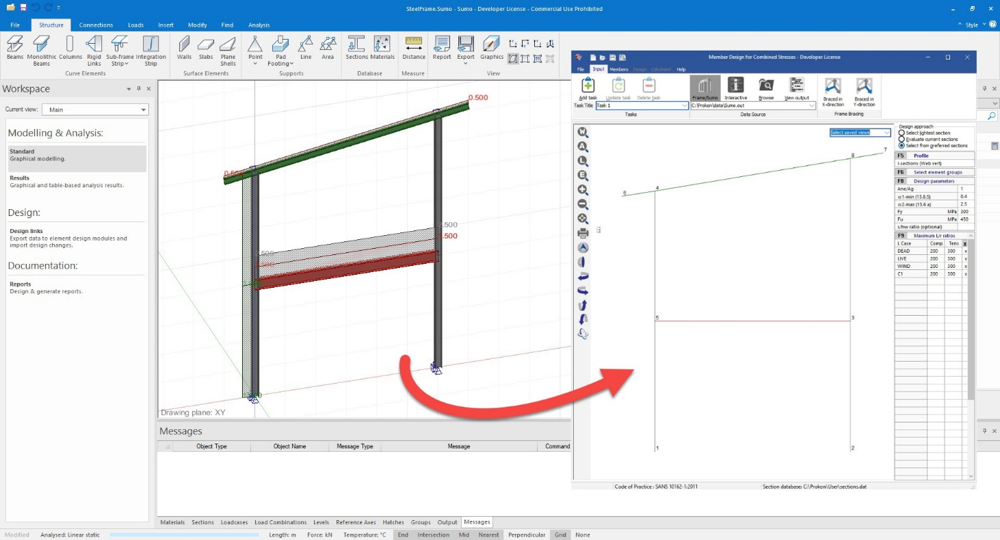 SteelFrame.Sumo - Sumo - Developer License - Commercial Use Prohibited
File Structure Connections Loads Insert Modify Find Analysis
Style
Beams Monolithic Beams Columns Rigid Links Sub-frame Strip Integration Strip Walls Slabs Plane Shells Point Pad Footing Line Area Sections Materials Distance Report Export Graphics
Curve Elements Surface Elements Supports Database Measure View
Workspace
Current view: Main
Modelling & Analysis:
Standard
Graphical modelling.
Results
Graphical and table-based analysis results.
Design:
Design links
Export data to element design modules and
import design changes.
Documentation:
Reports
Design & generate reports.
0.500
.500
.500
Drawing plane: XY
Messages
Object Type Object Name Message Type Message Command
Materials Sections Loadcases Load Combinations Levels Reference Axes Hatches Groups Output Messages
Modified Analysed: Linear static Length: m Force: kN Temperature: °C End Intersection Mid Nearest Perpendicular Grid None
Member Design for Combined Stresses - Developer License
File Input Members Design Calcsheet Help
Add task Update task Delete task Frame/Sumo Interactive Browse View output Braced in X-direction Braced in Y-direction
Task Title Task 1 C:\Prokon\data\Sumo.out
Tasks Data Source Frame Bracing
W
A
L
E
Select saved views
Design approach
Select lightest section
Evaluate current sections
Select from preferred sections
F5 Profile
I-sections (Web vert)
F6 Select element groups
F8 Design parameters
Ane/Ag 1
ω1-min (13.8.5) 0.4
ω2-max (13.6 a) 2.5
Fy MPa 300
Fu MPa 450
s/hw ratio (optional)
F9 Maximum L/r ratios
L Case Comp Tens x
DEAD 200 300 x
LIVE 200 300 x
WIND 200 300 x
C1 200 300 x
7
8
4
6
5
3
1
2
Code of Practice : SANS 10162-1:2011 Section database: C:\Prokon\User\sections.dat